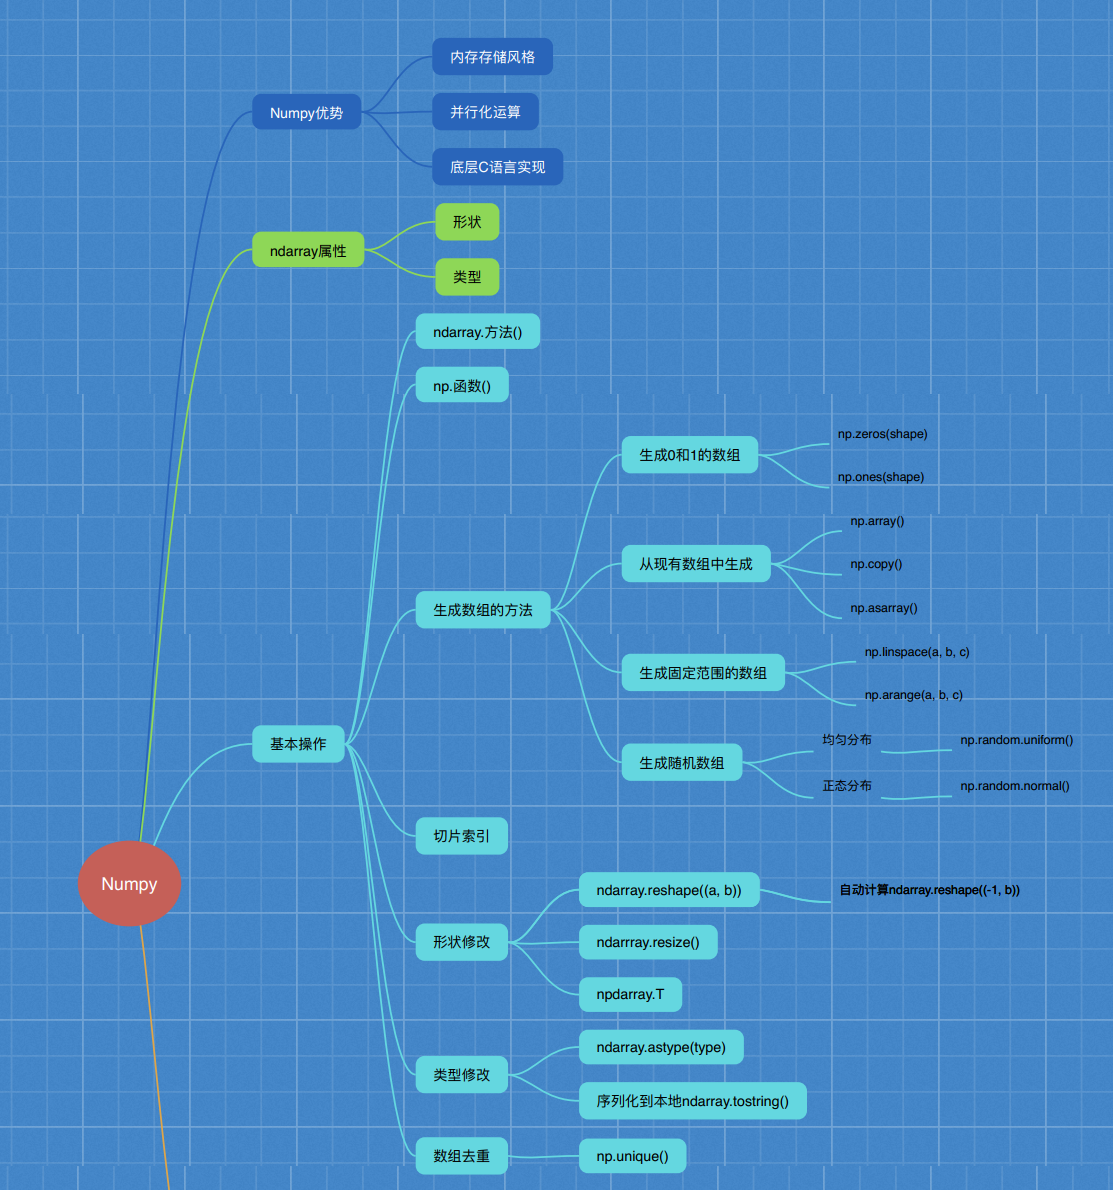 内存存储风格
Numpy优势
并行化运算
底层C语言实现
形状
ndarray属性
类型
ndarray.方法()
np.函数()
生成0和1的数组
np.zeros(shape)
np.ones(shape)
从现有数组中生成
np.array()
np.copy()
np.asarray()
生成数组的方法
生成固定范围的数组
np.linspace(a, b, c)
np.arange(a, b, c)
基本操作
生成随机数组
均匀分布
np.random.uniform()
正态分布
np.random.normal()
切片索引
Numpy
形状修改
ndarray.reshape((a, b))
自动计算ndarray.reshape((-1, b))
ndarrray.resize()
npdarray.T
类型修改
ndarray.astype(type)
序列化到本地ndarray.tostring()
数组去重
np.unique()